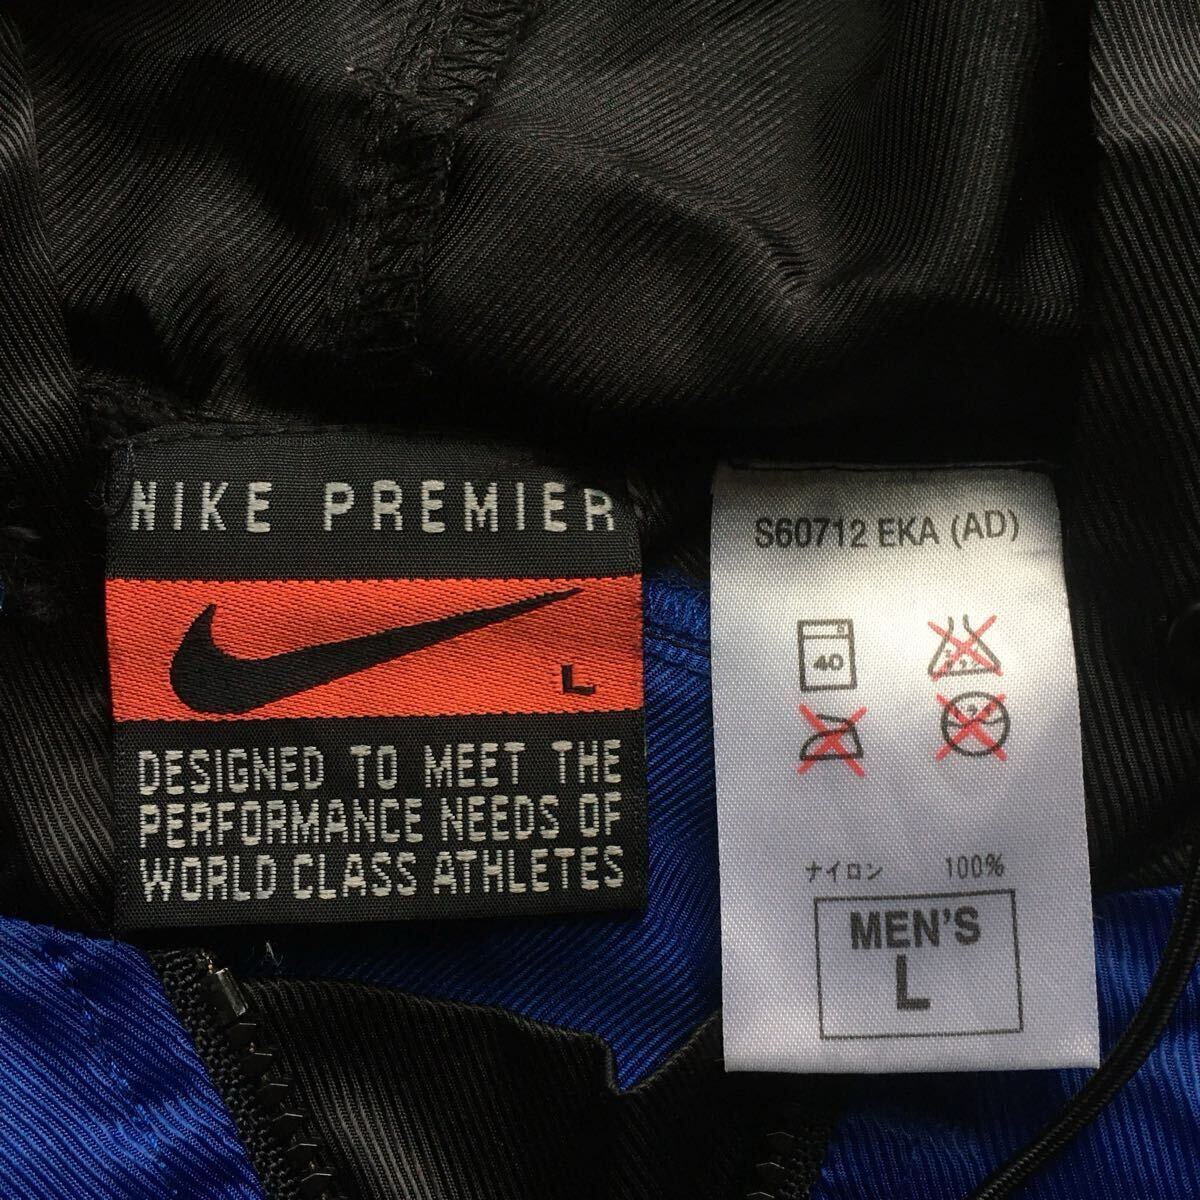 NIKE PREMIER
L
DESIGNED TO MEET THE
PERFORMANCE NEEDS OF
WORLD CLASS ATHLETES
S60712 EKA (AD)
40
ナイロン 100%
MEN'S
L